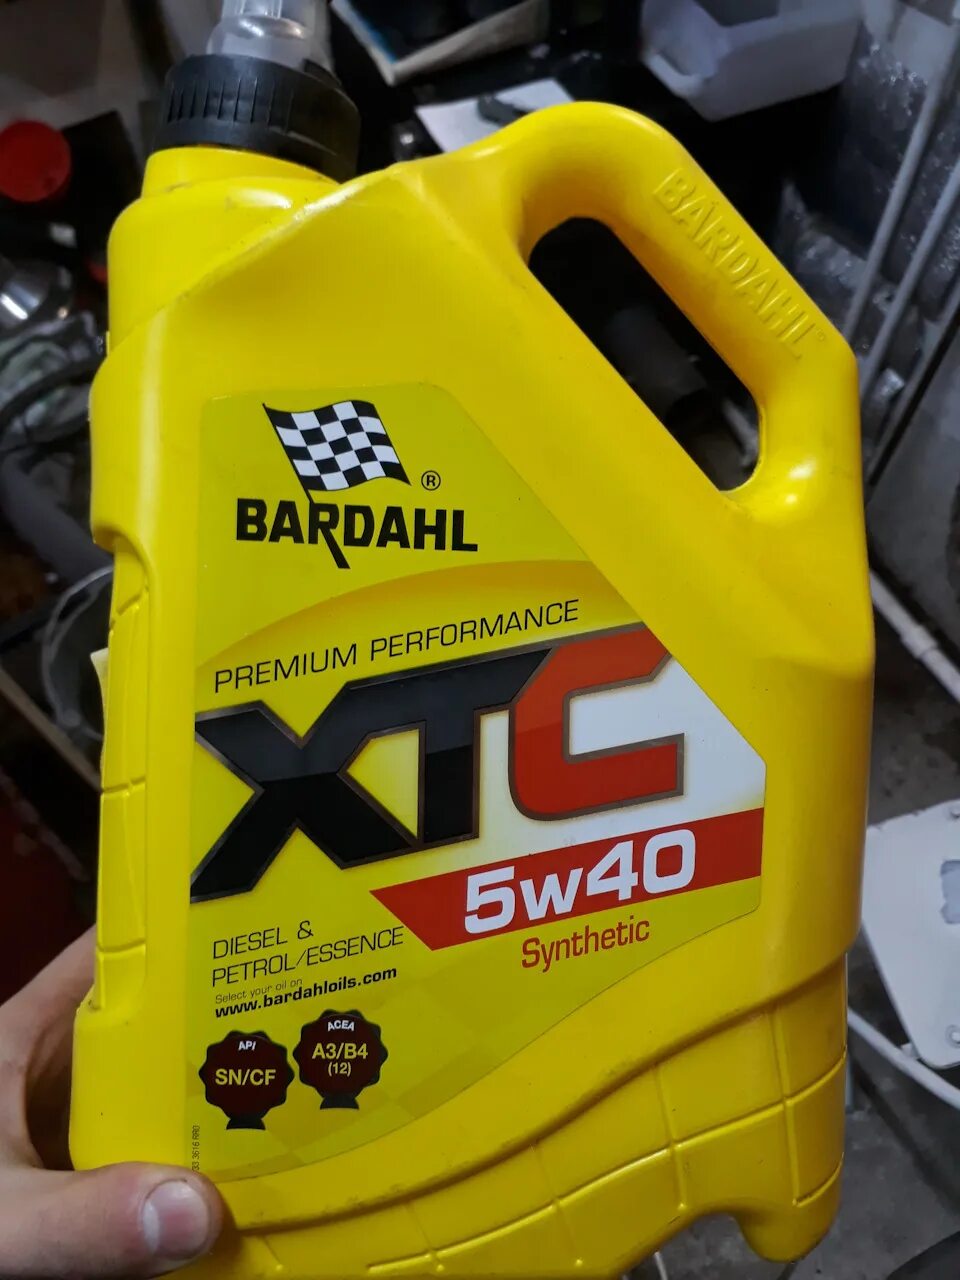 BARDAHL
®
BARDAHL
PREMIUM PERFORMANCE
XTC
5w40
Synthetic
DIESEL &
PETROL/ESSENCE
Select your oil on
www.bardahloils.com
API
SN/CF
ACEA
A3/B4
(12)